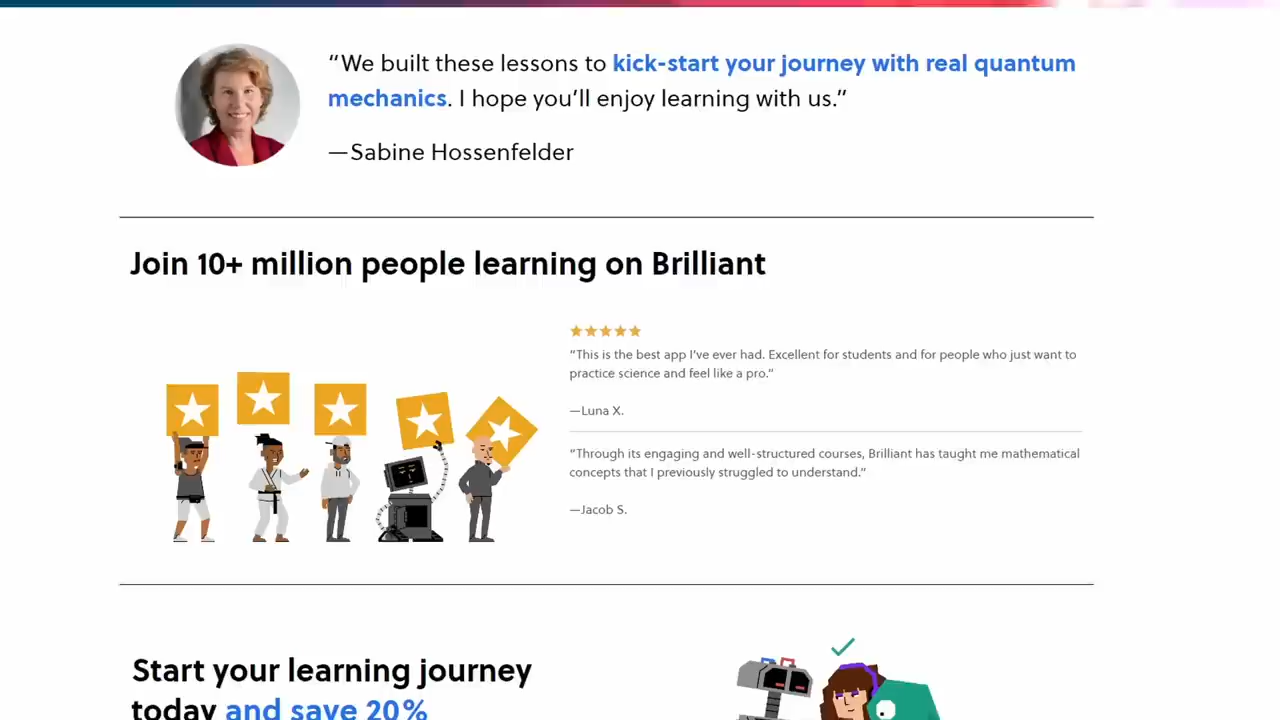 “We built these lessons to kick-start your journey with real quantum
mechanics. I hope you’ll enjoy learning with us.”
—Sabine Hossenfelder
Join 10+ million people learning on Brilliant
“This is the best app I’ve ever had. Excellent for students and for people who just want to
practice science and feel like a pro.”
—Luna X.
“Through its engaging and well-structured courses, Brilliant has taught me mathematical
concepts that I previously struggled to understand.”
—Jacob S.
Start your learning journey
today and save 20%